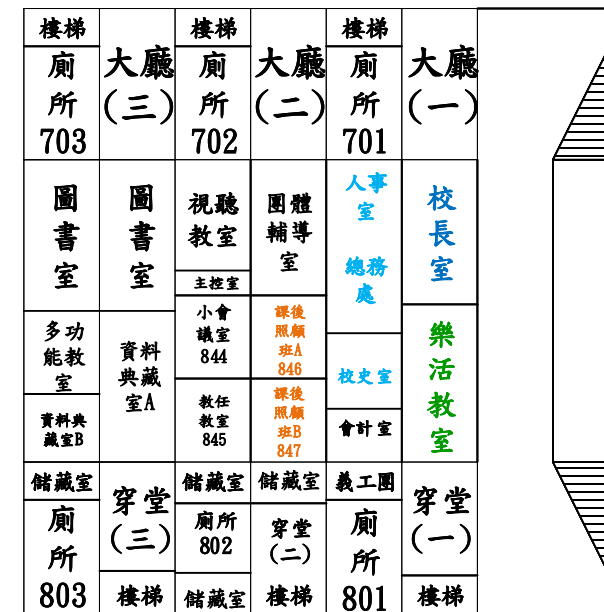 樓梯
廁
所
703
大廳
(三)
樓梯
廁
所
702
大廳
(二)
樓梯
廁
所
701
大廳
(一)
圖
書
室
圖
書
室
視聽
教室
團體
輔導
室
人事
室
總務
處
校
長
室
主控室
多功
能教
室
資料
典藏
室A
小會
議室
844
課後
照顧
班A
846
校史室
樂
活
教
室
資料典
藏室B
教任
教室
845
課後
照顧
班B
847
會計室
儲藏室
穿堂
(三)
儲藏室
儲藏室
義工團
穿堂
(一)
廁
所
803
廁所
802
穿堂
(二)
廁
所
801
樓梯
儲藏室
樓梯
樓梯